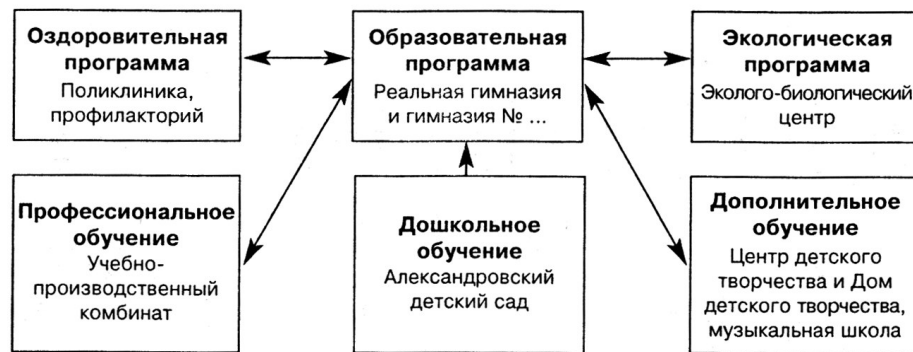 Оздоровительная
программа
Поликлиника,
профилакторий
Образовательная
программа
Реальная гимназия
и гимназия № ...
Экологическая
программа
Эколого-биологический
центр
Профессиональное
обучение
Учебно-
производственный
комбинат
Дошкольное
обучение
Александровский
детский сад
Дополнительное
обучение
Центр детского
творчества и Дом
детского творчества,
музыкальная школа